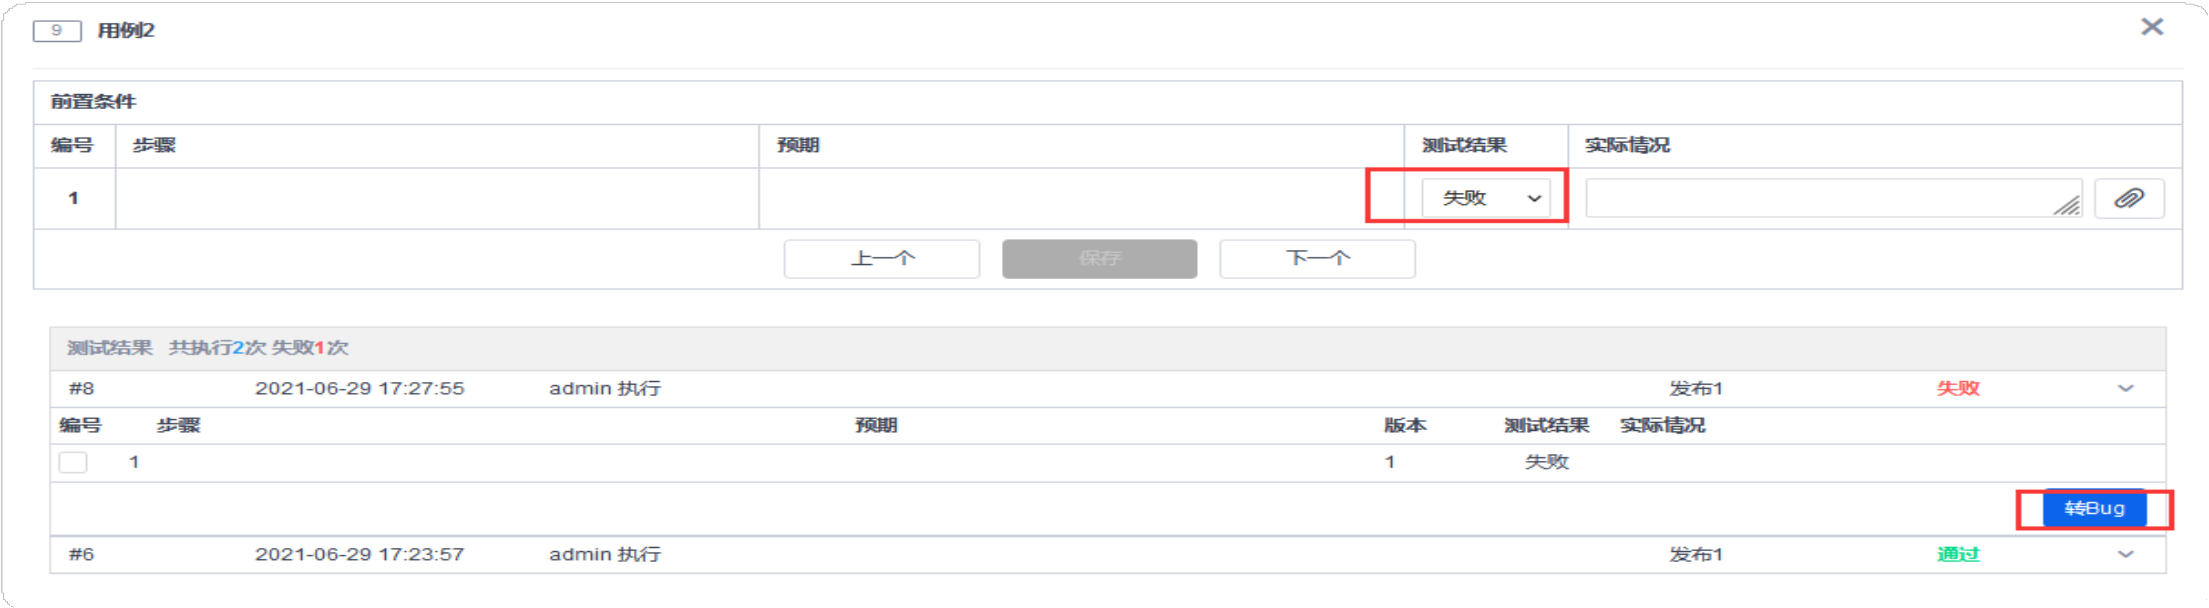 9 用例2
前置条件
编号 步骤 预期 测试结果 实际情况
1 失败
上一个 保存 下一个
测试结果 共执行2次 失败1次
#8 2021-06-29 17:27:55 admin 执行 发布1 失败
编号 步骤 预期 版本 测试结果 实际情况
1 1 失败
转Bug
#6 2021-06-29 17:23:57 admin 执行 发布1 通过